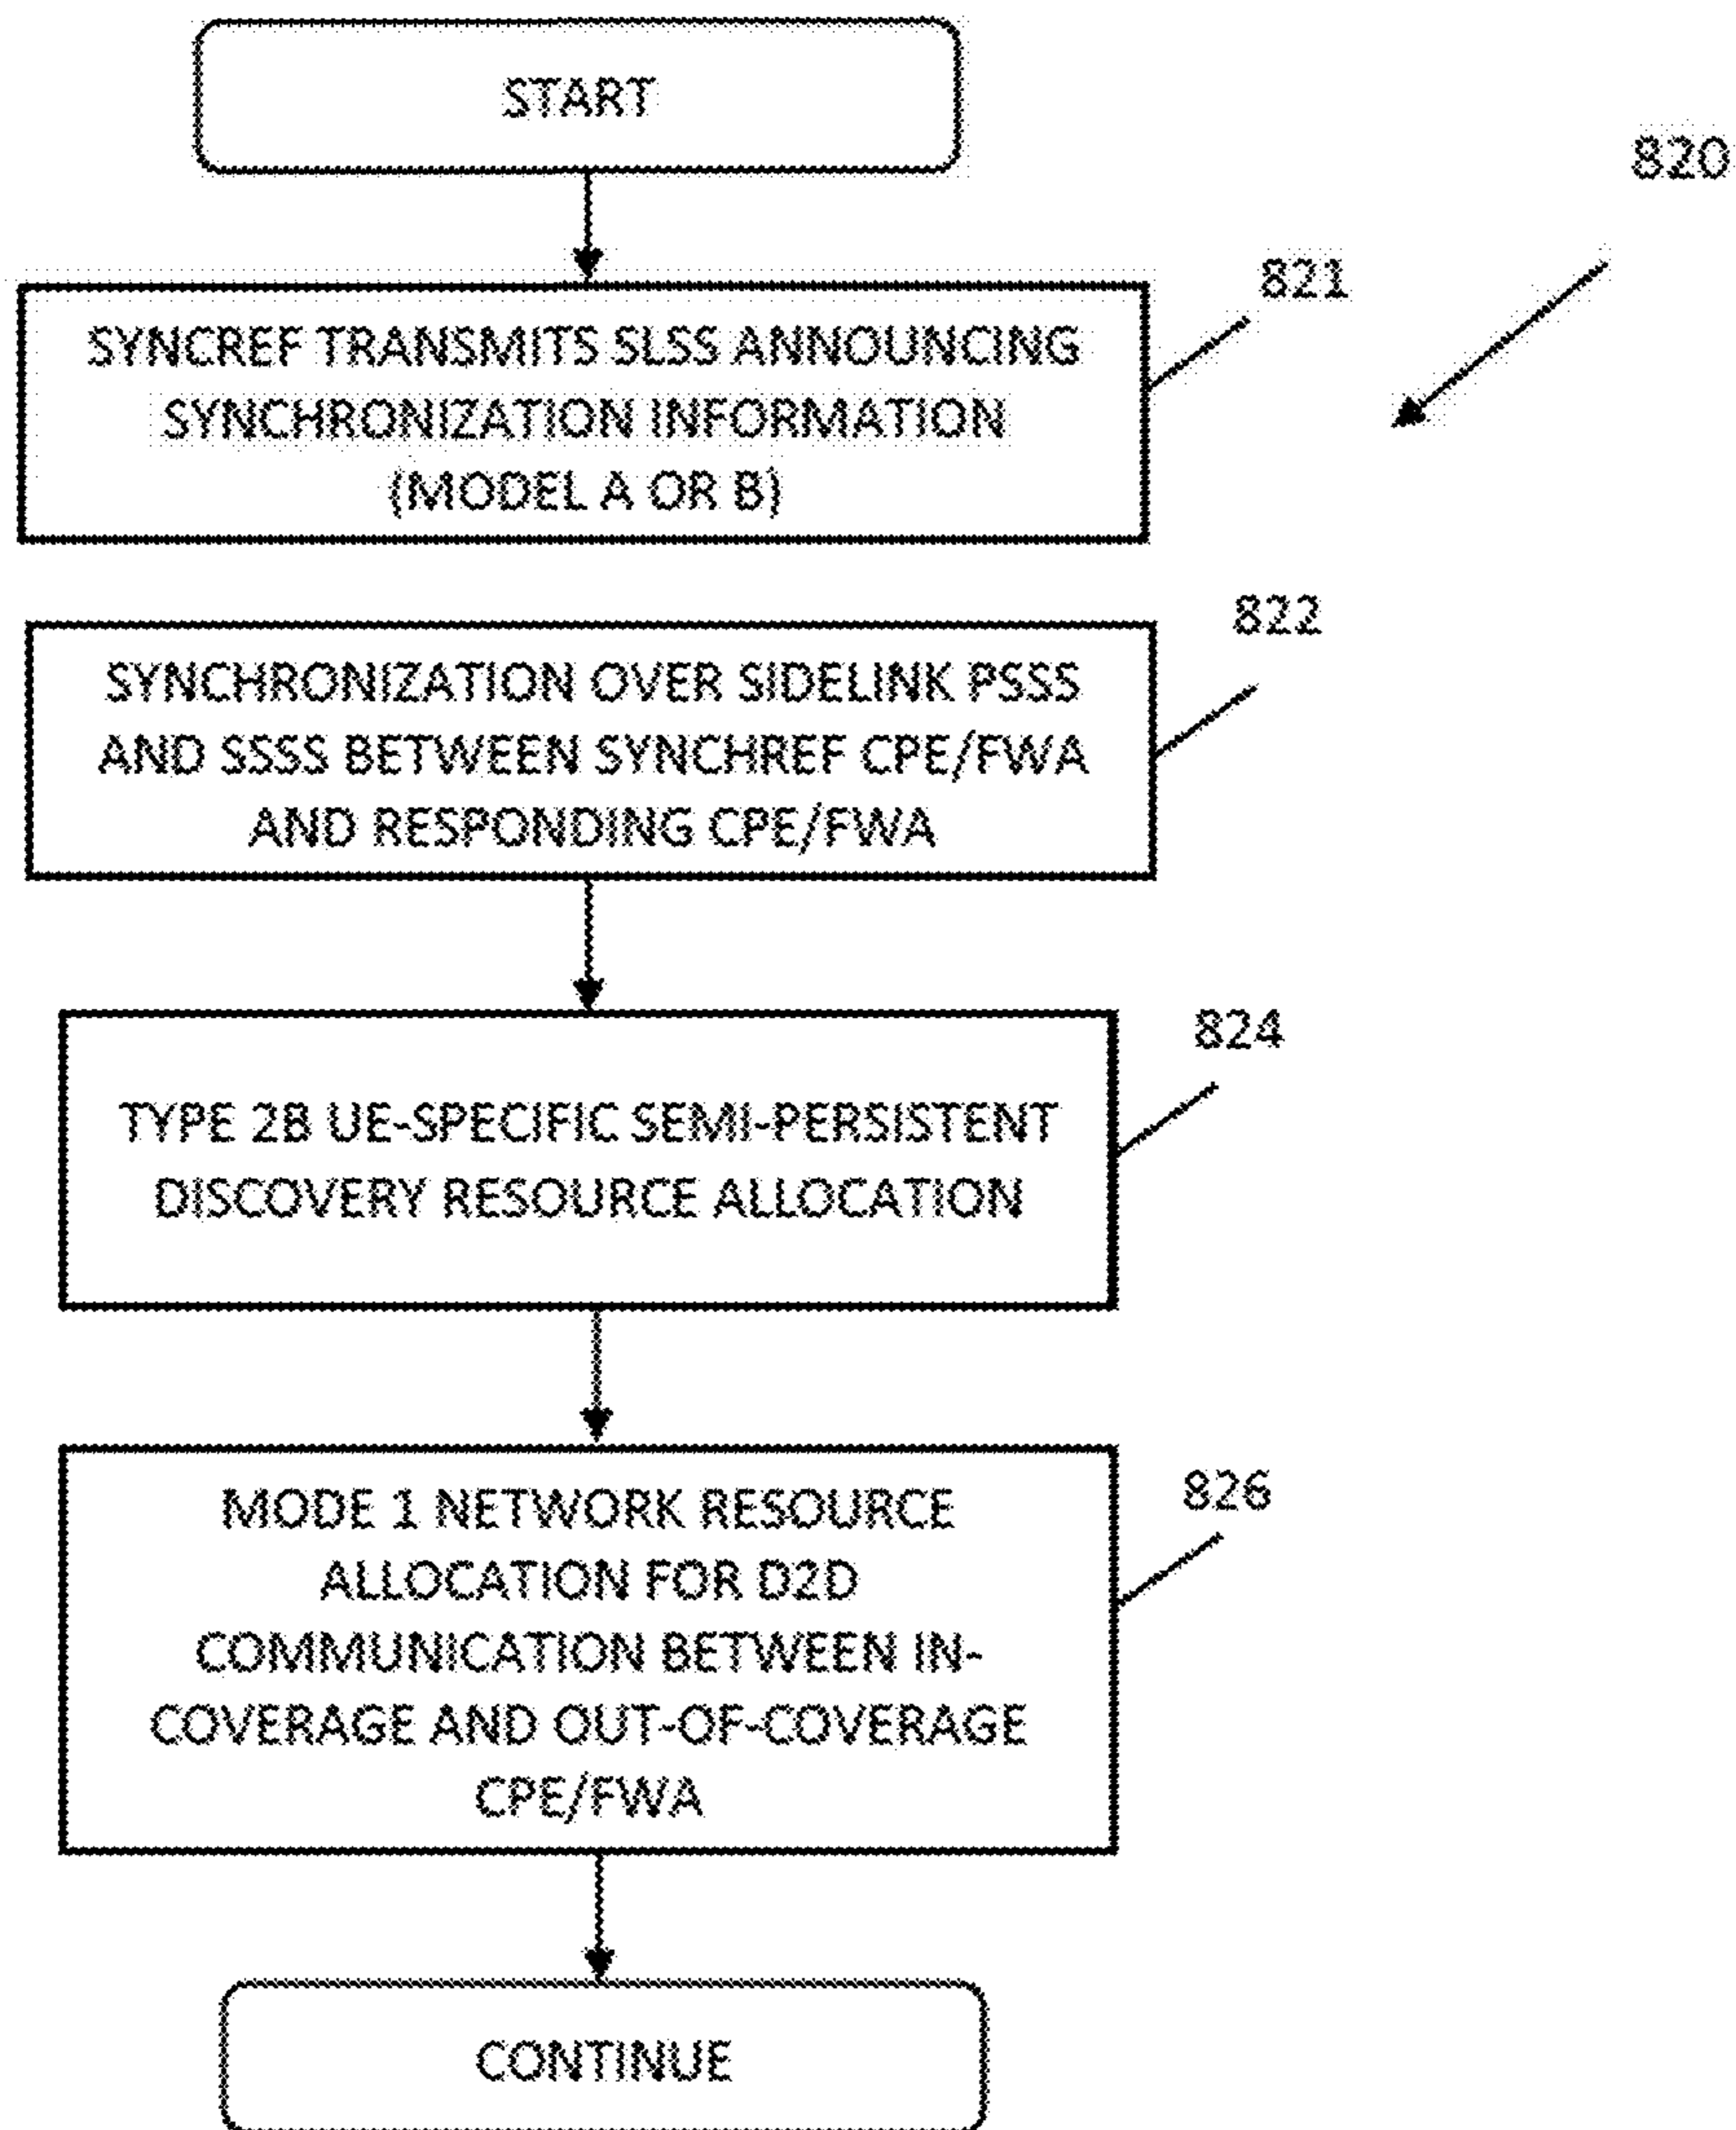 START
820
821
SYNCREF TRANSMITS SLSS ANNOUNCING
SYNCHRONIZATION INFORMATION
(MODEL A OR B)
822
SYNCHRONIZATION OVER SIDELINK PSSS
AND SSSS BETWEEN SYNCHREF CPE/FWA
AND RESPONDING CPE/FWA
824
TYPE 2B UE-SPECIFIC SEMI-PERSISTENT
DISCOVERY RESOURCE ALLOCATION
826
MODE 1 NETWORK RESOURCE
ALLOCATION FOR D2D
COMMUNICATION BETWEEN IN-
COVERAGE AND OUT-OF-COVERAGE
CPE/FWA
CONTINUE